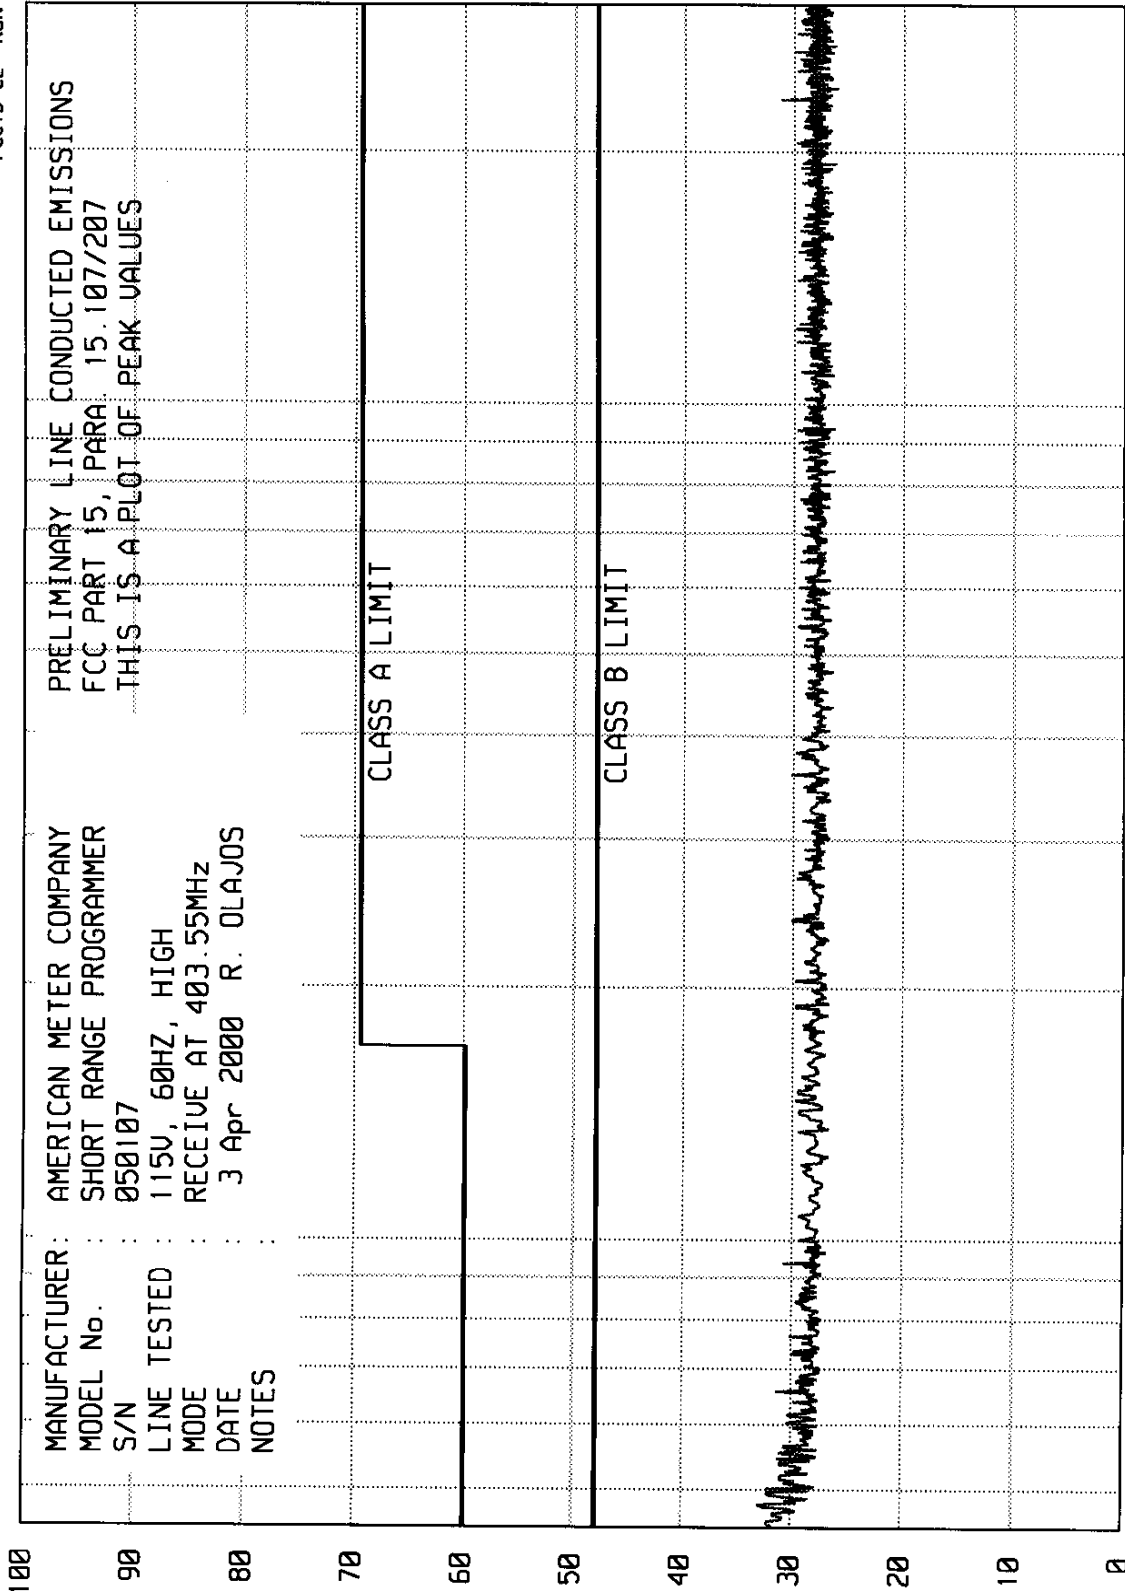 MANUFACTURER: AMERICAN METER COMPANY
MODEL No. : SHORT RANGE PROGRAMMER
S/N : 050107
LINE TESTED : 115V, 60HZ, HIGH
MODE : RECEIVE AT 403.55MHz
DATE : 3 Apr 2000 R. OLAJOS
NOTES :
PRELIMINARY LINE CONDUCTED EMISSIONS
FCC PART 15, PARA. 15.107/207
THIS IS A PLOT OF PEAK VALUES
CLASS A LIMIT
CLASS B LIMIT
100
90
80
70
60
50
40
30
20
10
0